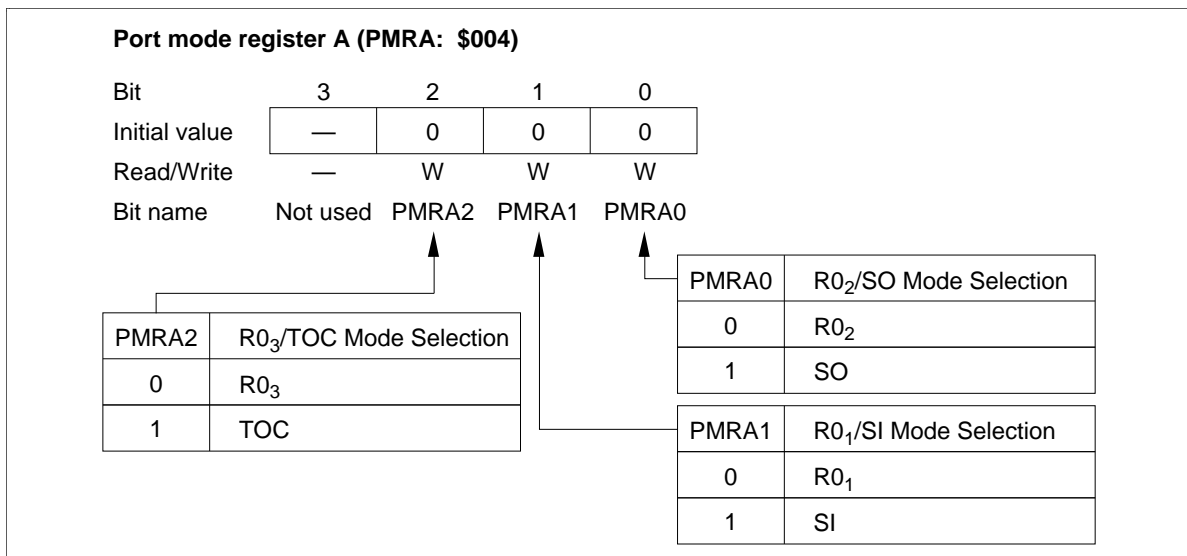 Port mode register A (PMRA: $004)
Bit 3 2 1 0
Initial value — 0 0 0
Read/Write — W W W
Bit name Not used PMRA2 PMRA1 PMRA0
PMRA0 R0₂/SO Mode Selection
0 R0₂
1 SO
PMRA2 R0₃/TOC Mode Selection
0 R0₃
1 TOC
PMRA1 R0₁/SI Mode Selection
0 R0₁
1 SI